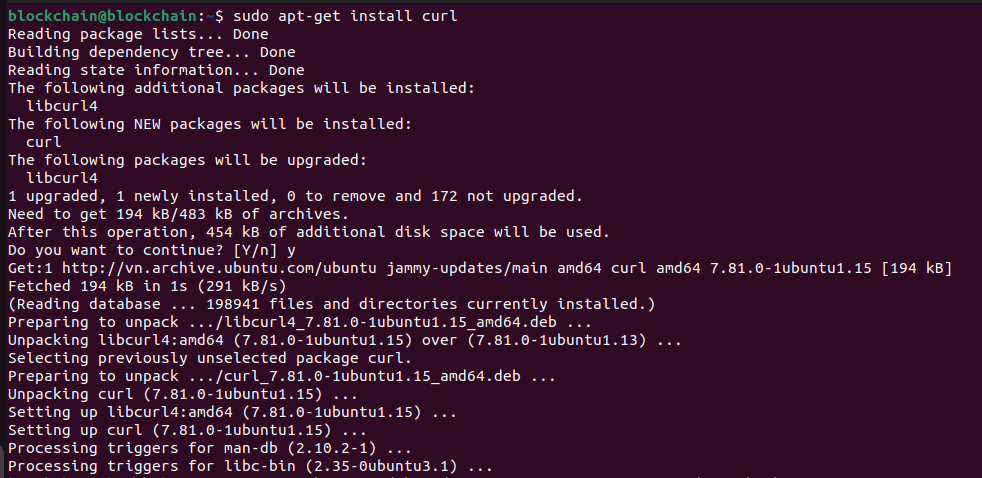 blockchain@blockchain:~$ sudo apt-get install curl
Reading package lists... Done
Building dependency tree... Done
Reading state information... Done
The following additional packages will be installed:
  libcurl4
The following NEW packages will be installed:
  curl
The following packages will be upgraded:
  libcurl4
1 upgraded, 1 newly installed, 0 to remove and 172 not upgraded.
Need to get 194 kB/483 kB of archives.
After this operation, 454 kB of additional disk space will be used.
Do you want to continue? [Y/n] y
Get:1 http://vn.archive.ubuntu.com/ubuntu jammy-updates/main amd64 curl amd64 7.81.0-1ubuntu1.15 [194 kB]
Fetched 194 kB in 1s (291 kB/s)
(Reading database ... 198941 files and directories currently installed.)
Preparing to unpack .../libcurl4_7.81.0-1ubuntu1.15_amd64.deb ...
Unpacking libcurl4:amd64 (7.81.0-1ubuntu1.15) over (7.81.0-1ubuntu1.13) ...
Selecting previously unselected package curl.
Preparing to unpack .../curl_7.81.0-1ubuntu1.15_amd64.deb ...
Unpacking curl (7.81.0-1ubuntu1.15) ...
Setting up libcurl4:amd64 (7.81.0-1ubuntu1.15) ...
Setting up curl (7.81.0-1ubuntu1.15) ...
Processing triggers for man-db (2.10.2-1) ...
Processing triggers for libc-bin (2.35-0ubuntu3.1) ...